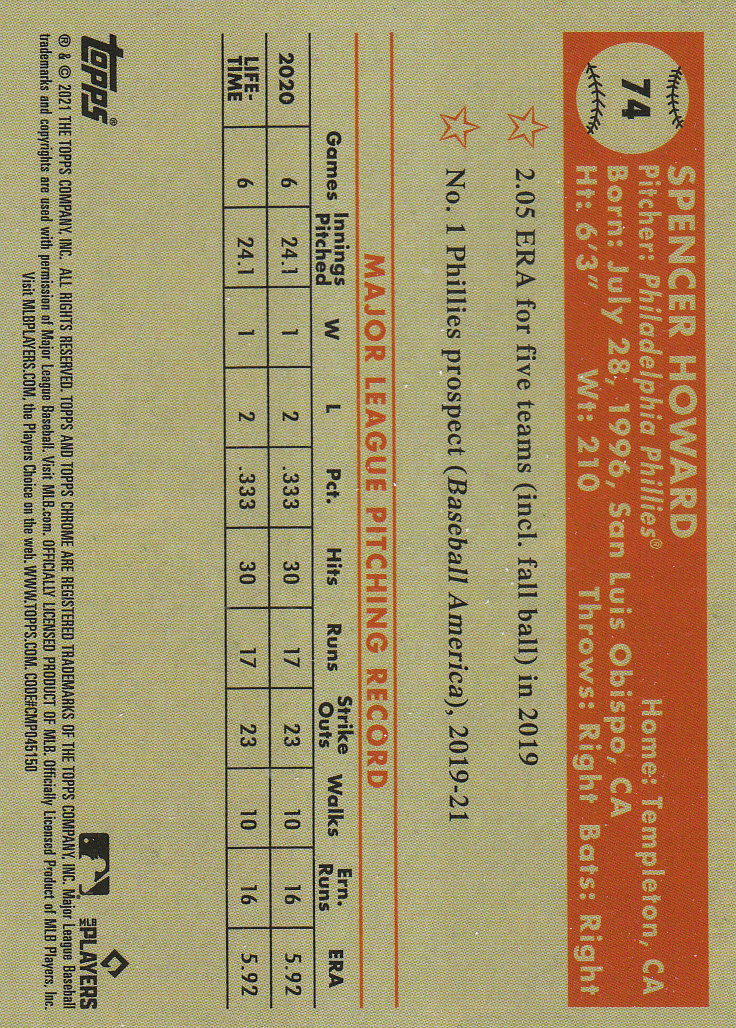 74
SPENCER HOWARD
Pitcher: Philadelphia Phillies® Home: Templeton, CA
Born: July 28, 1996, San Luis Obispo, CA
Ht: 6'3" Wt: 210 Throws: Right Bats: Right
2.05 ERA for five teams (incl. fall ball) in 2019
No. 1 Phillies prospect (Baseball America), 2019-21
MAJOR LEAGUE PITCHING RECORD
Games Innings Pitched W L Pct. Hits Runs Strike Outs Walks Ern. Runs ERA
2020 6 24.1 1 2 .333 30 17 23 10 16 5.92
LIFE-TIME 6 24.1 1 2 .333 30 17 23 10 16 5.92
topps®
MLB PLAYERS
® & © 2021 THE TOPPS COMPANY, INC. ALL RIGHTS RESERVED. TOPPS AND TOPPS CHROME ARE REGISTERED TRADEMARKS OF THE TOPPS COMPANY, INC. Major League Baseball
trademarks and copyrights are used with permission of Major League Baseball. Visit MLB.com. OFFICIALLY LICENSED PRODUCT OF MLB. Officially Licensed Product of MLB Players, Inc.
Visit MLBPLAYERS.COM, the Players Choice on the web. WWW.TOPPS.COM. CODE#CMP045150